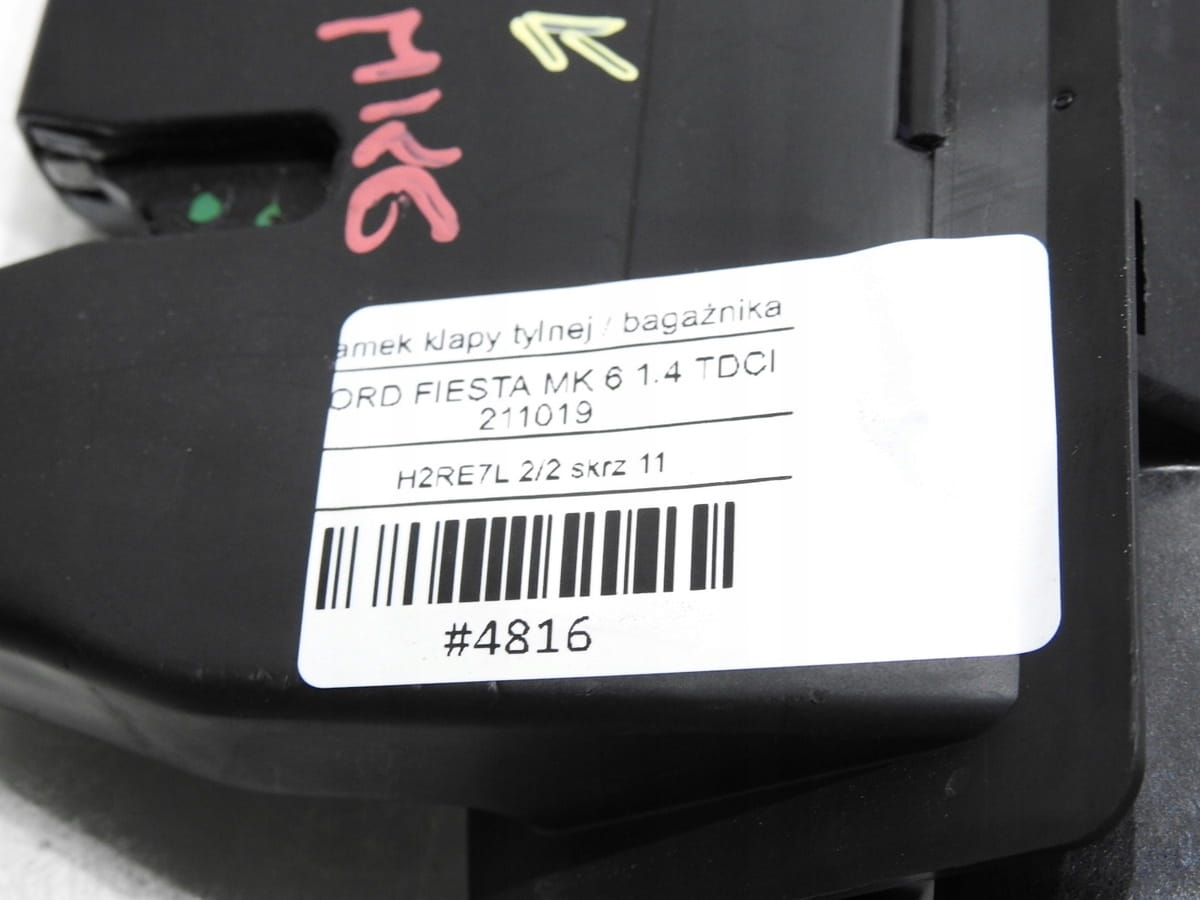 MK6
amek klapy tylnej / bagażnika
ORD FIESTA MK 6 1.4 TDCI
211019
H2RE7L 2/2 skrz 11
#4816